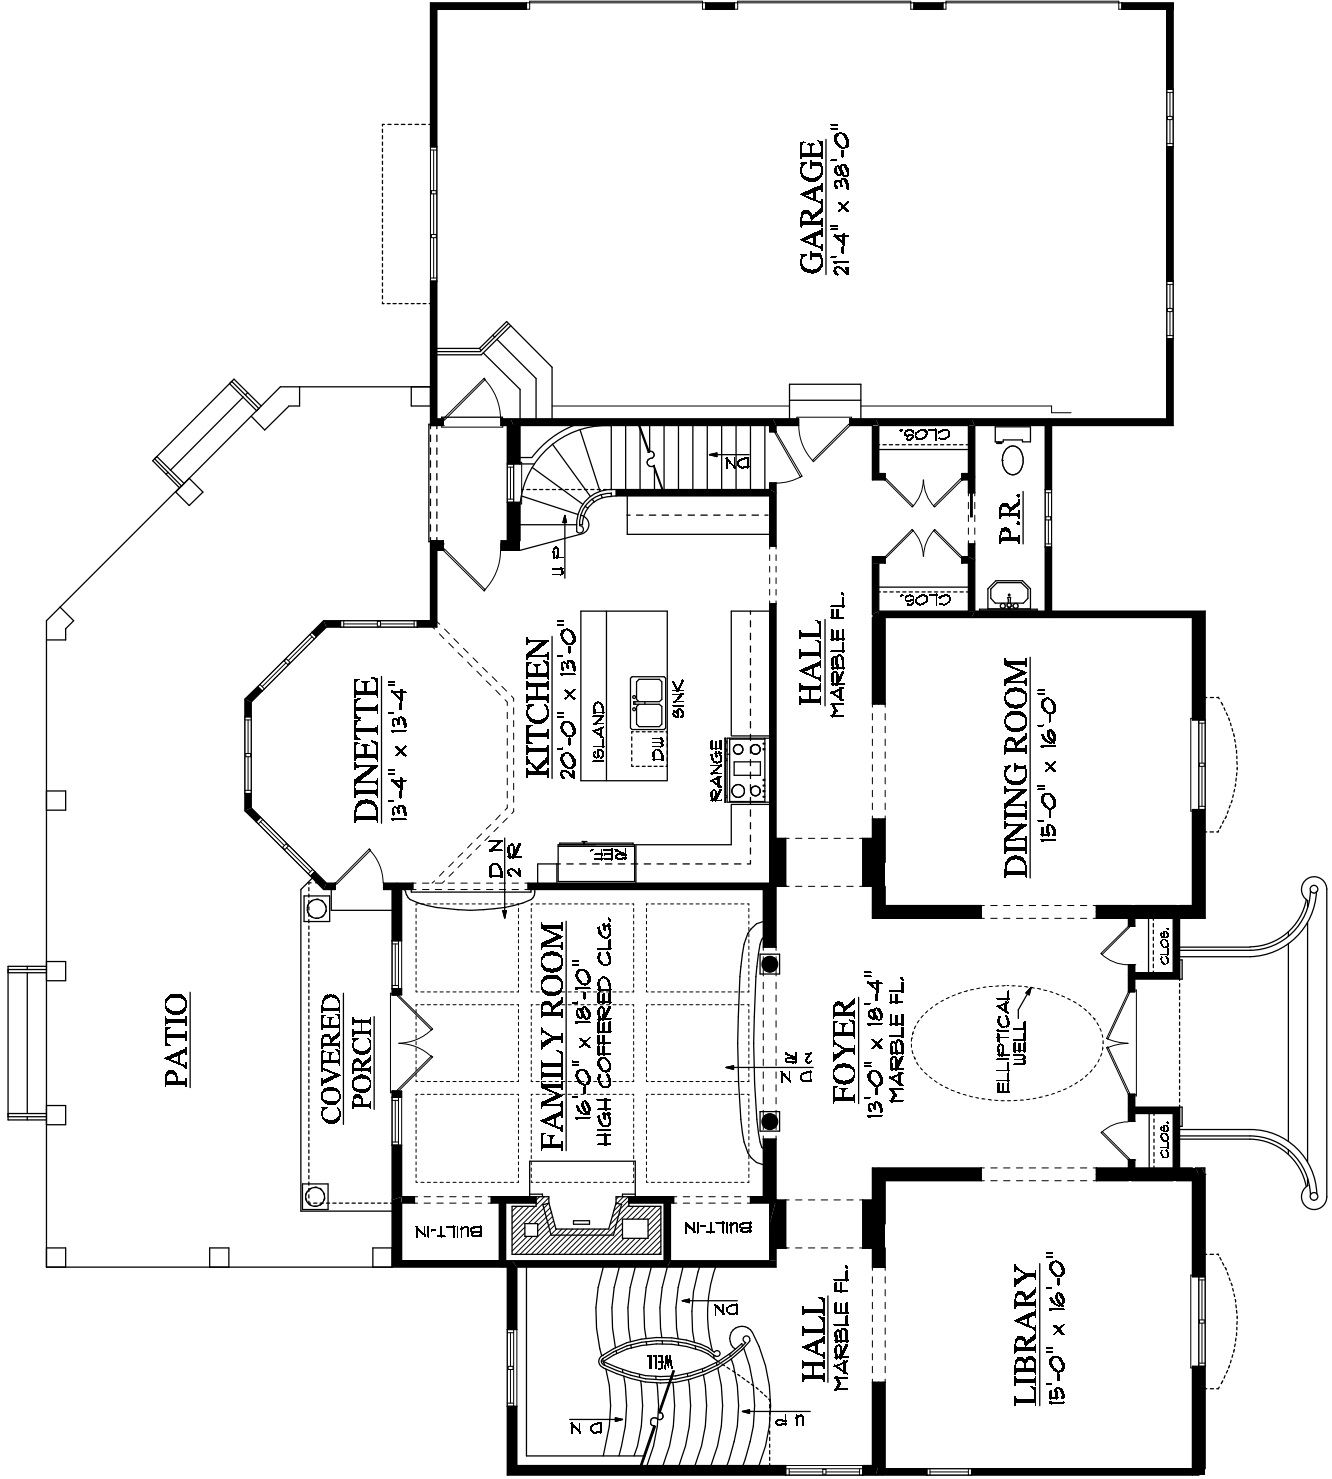 GARAGE
21'-4" x 38'-0"
DN
CLOS.
P.R.
UP
CLOS.
HALL
MARBLE FL.
KITCHEN
20'-0" x 13'-0"
ISLAND
SINK
DW
RANGE
REF.
DINETTE
13'-4" x 13'-4"
DN
2 R
DINING ROOM
15'-0" x 16'-0"
CLOS.
FAMILY ROOM
16'-0" x 18'-10"
HIGH COFFERED CLG.
PATIO
COVERED
PORCH
DN
2R
FOYER
13'-0" x 18'-4"
MARBLE FL.
ELLIPTICAL
WELL
CLOS.
BUILT-IN
BUILT-IN
DN
WELL
DN
UP
HALL
MARBLE FL.
LIBRARY
15'-0" x 16'-0"